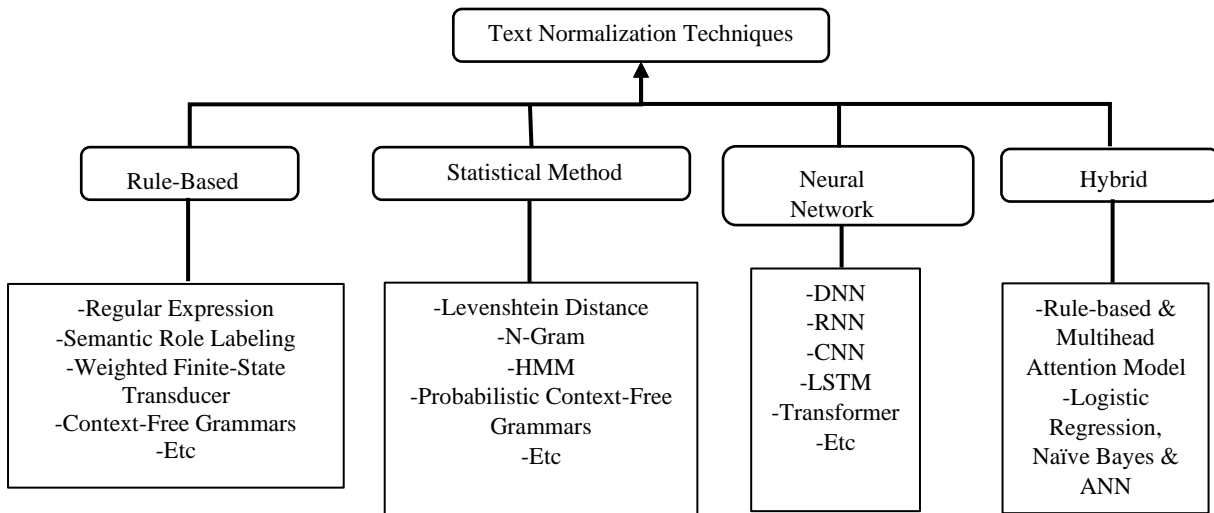 Text Normalization Techniques
Rule-Based
Statistical Method
Neural
Network
Hybrid
-Regular Expression
-Semantic Role Labeling
-Weighted Finite-State
Transducer
-Context-Free Grammars
-Etc
-Levenshtein Distance
-N-Gram
-HMM
-Probabilistic Context-Free
Grammars
-Etc
-DNN
-RNN
-CNN
-LSTM
-Transformer
-Etc
-Rule-based &
Multihead
Attention Model
-Logistic
Regression,
Naïve Bayes &
ANN